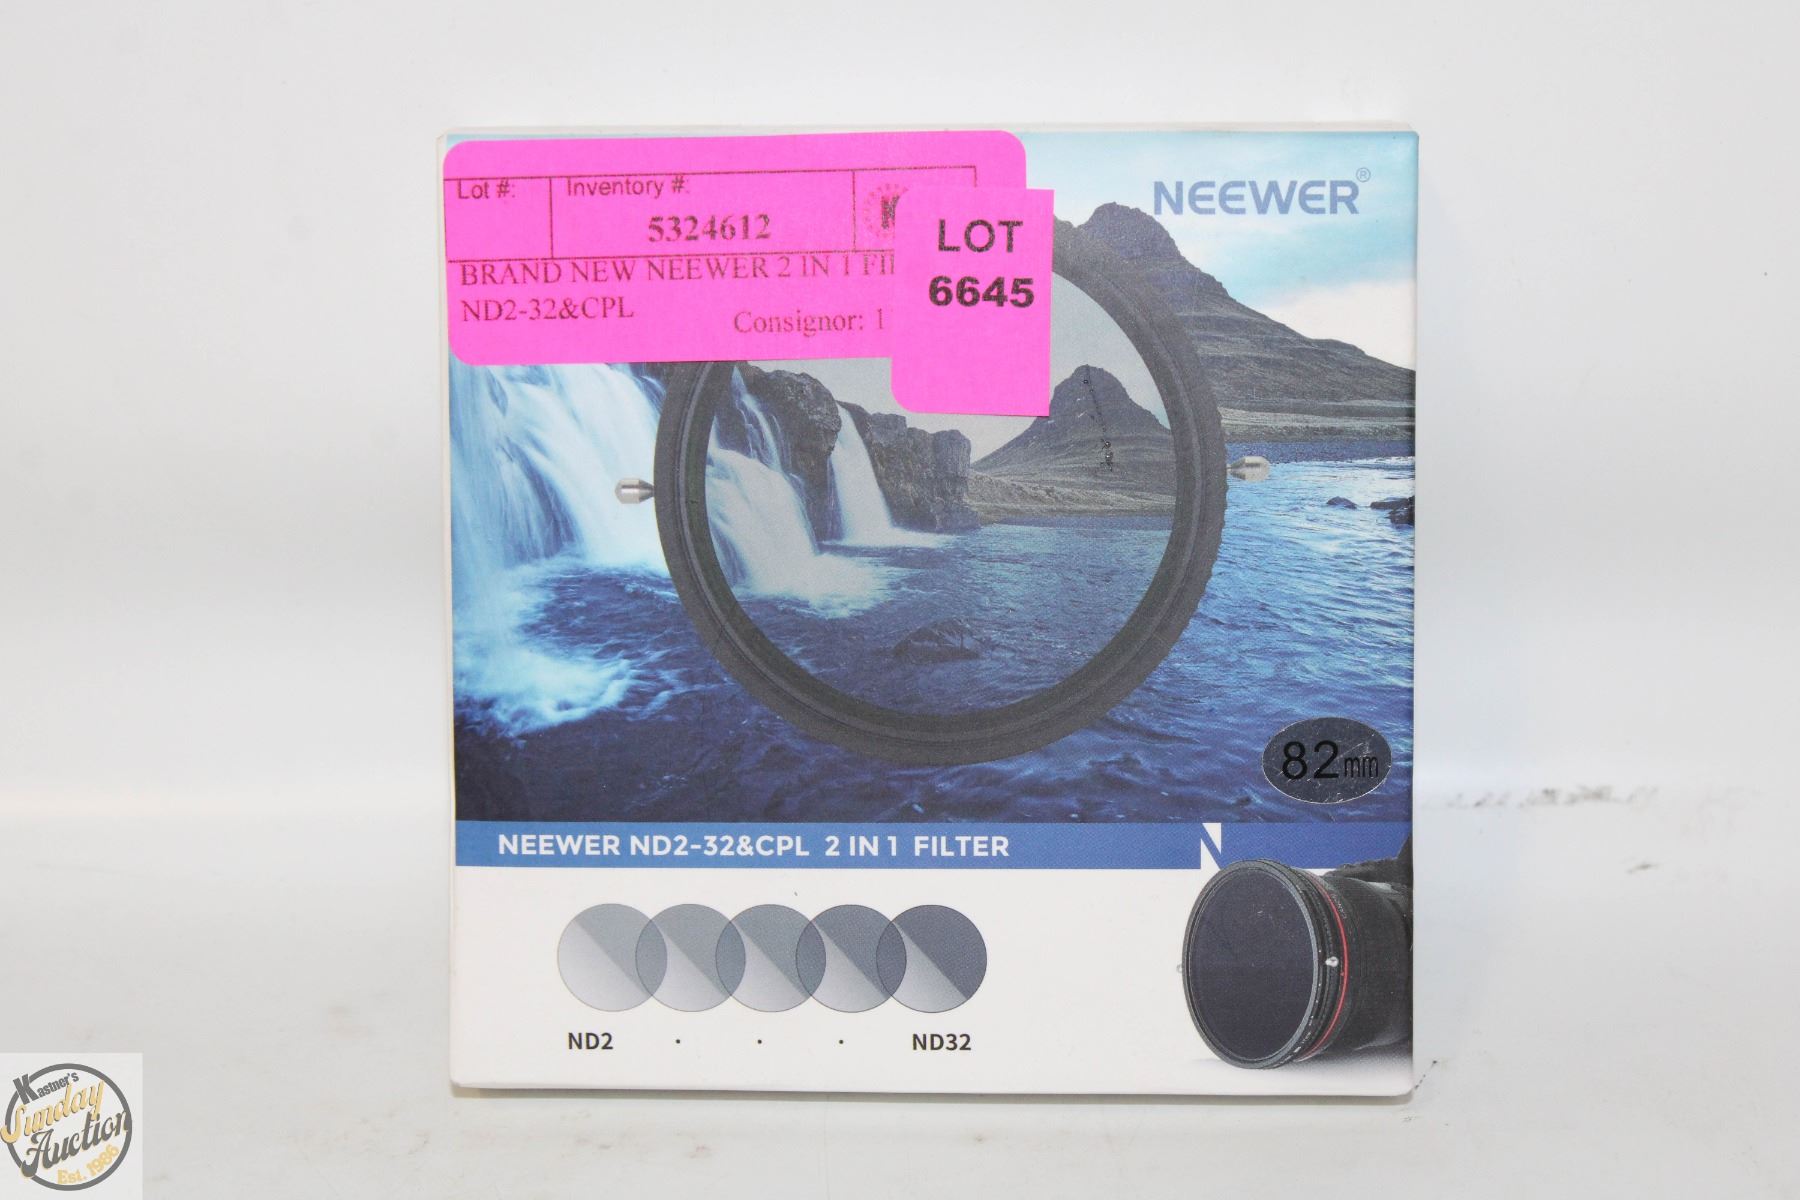 Lot #:
Inventory #:
5324612
BRAND NEW NEEWER 2 IN 1
ND2-32&CPL
Consignor:
LOT
6645
NEEWER®
82mm
NEEWER ND2-32&CPL 2 IN 1 FILTER
ND2 · · · ND32
Kastner's
Sunday
Auction
Est. 1986